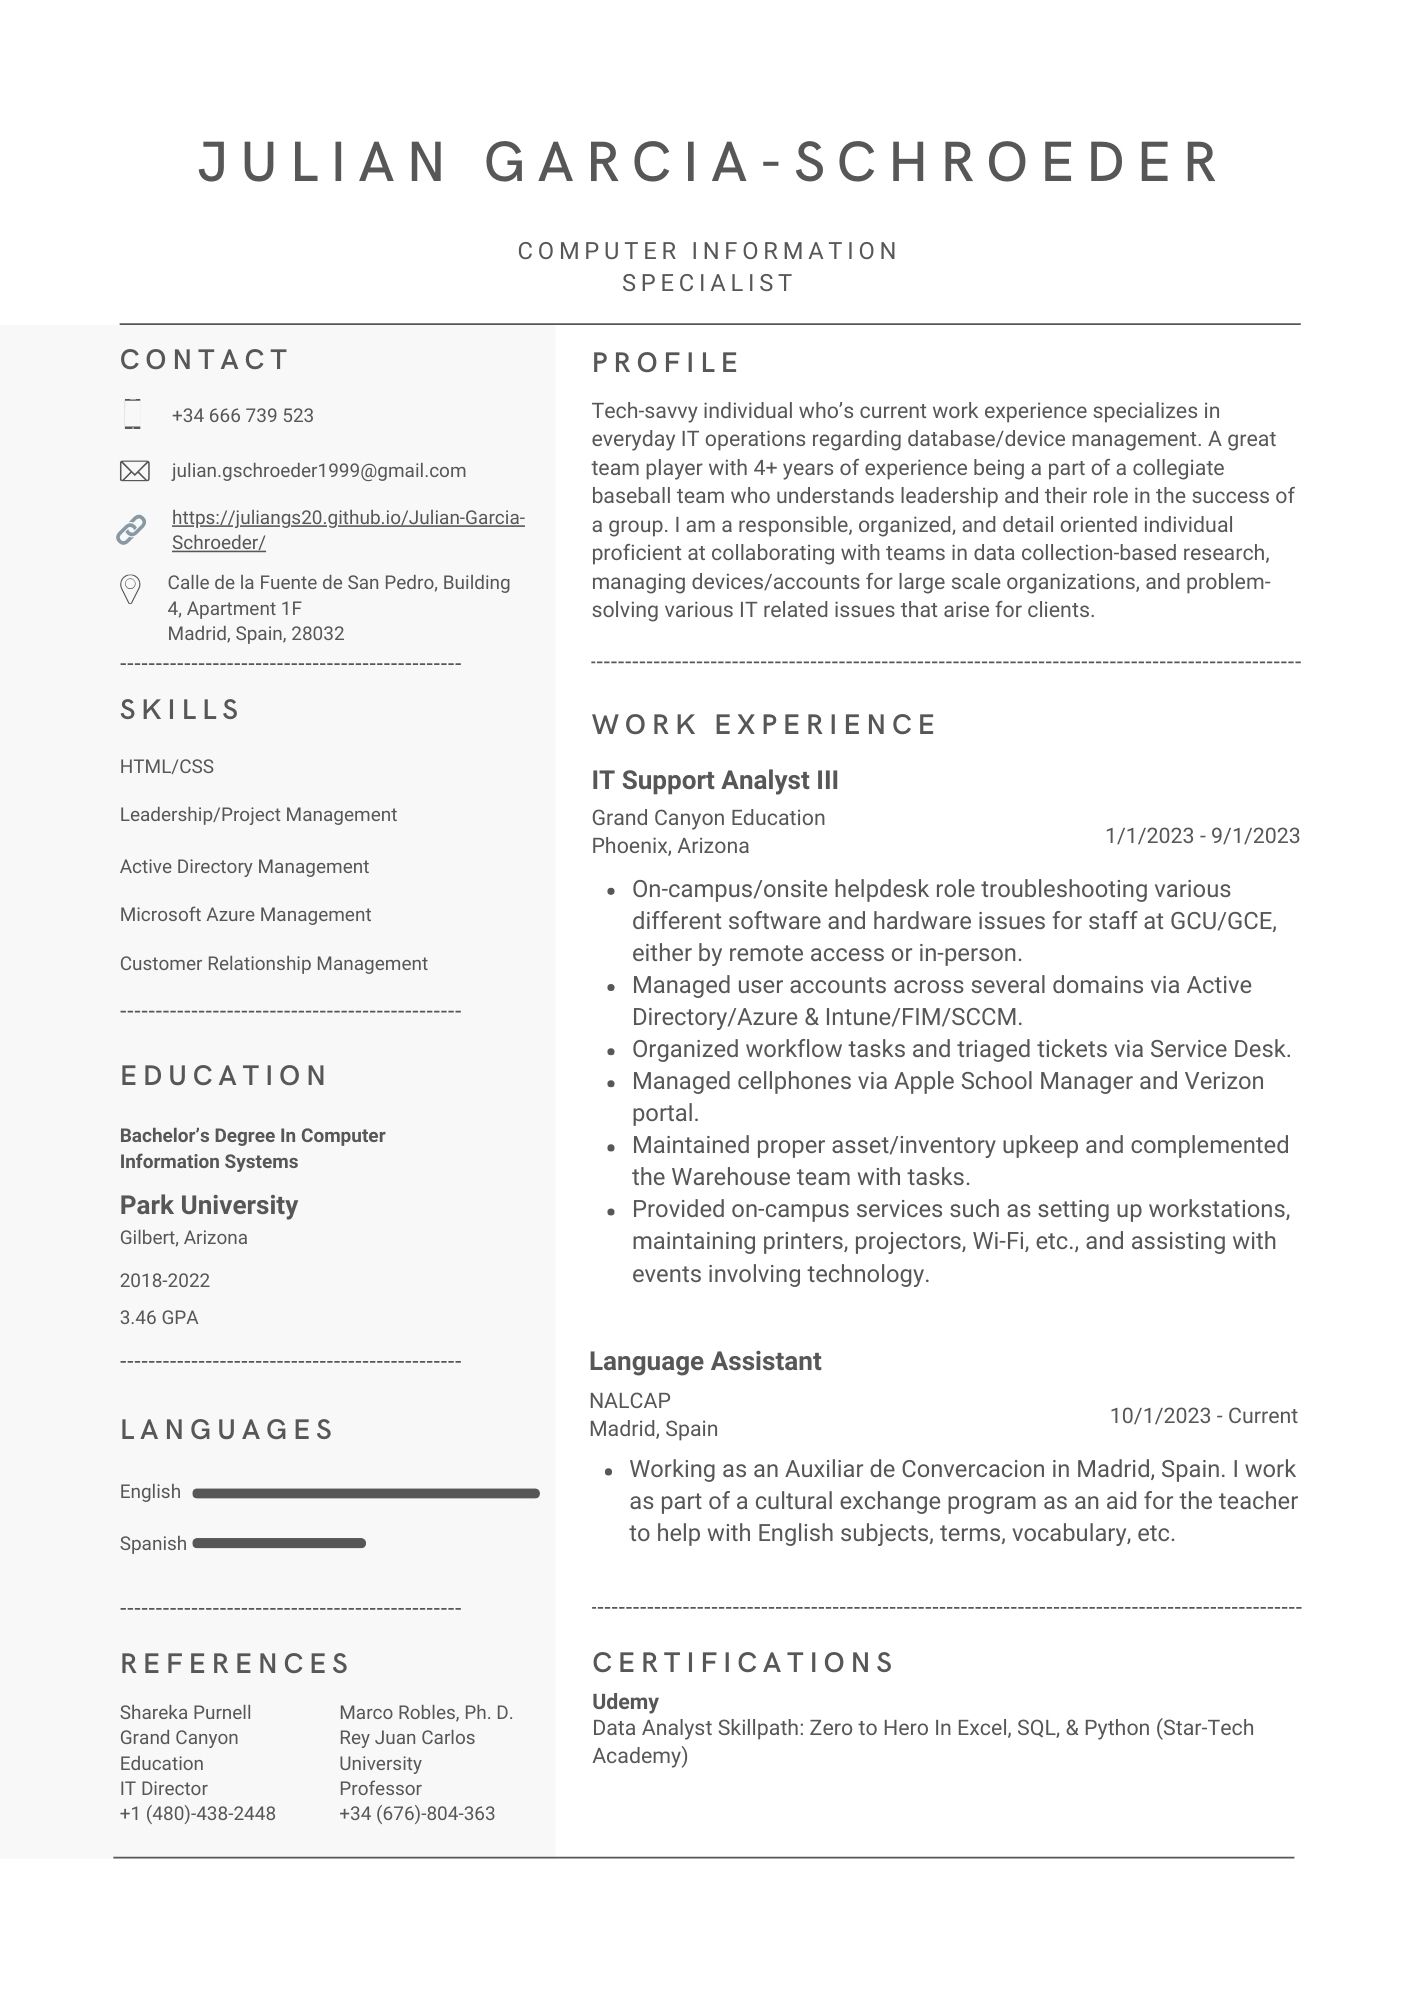 JULIAN GARCIA-SCHROEDER
COMPUTER INFORMATION
SPECIALIST
CONTACT
+34 666 739 523
julian.gschroeder1999@gmail.com
https://juliangs20.github.io/Julian-Garcia-
Schroeder/
Calle de la Fuente de San Pedro, Building
4, Apartment 1F
Madrid, Spain, 28032
SKILLS
HTML/CSS
Leadership/Project Management
Active Directory Management
Microsoft Azure Management
Customer Relationship Management
EDUCATION
Bachelor’s Degree In Computer
Information Systems
Park University
Gilbert, Arizona
2018-2022
3.46 GPA
LANGUAGES
English
Spanish
REFERENCES
Shareka Purnell
Grand Canyon
Education
IT Director
+1 (480)-438-2448
Marco Robles, Ph. D.
Rey Juan Carlos
University
Professor
+34 (676)-804-363
PROFILE
Tech-savvy individual who’s current work experience specializes in
everyday IT operations regarding database/device management. A great
team player with 4+ years of experience being a part of a collegiate
baseball team who understands leadership and their role in the success of
a group. I am a responsible, organized, and detail oriented individual
proficient at collaborating with teams in data collection-based research,
managing devices/accounts for large scale organizations, and problem-
solving various IT related issues that arise for clients.
WORK EXPERIENCE
IT Support Analyst III
Grand Canyon Education
Phoenix, Arizona
1/1/2023 - 9/1/2023
• On-campus/onsite helpdesk role troubleshooting various
different software and hardware issues for staff at GCU/GCE,
either by remote access or in-person.
• Managed user accounts across several domains via Active
Directory/Azure & Intune/FIM/SCCM.
• Organized workflow tasks and triaged tickets via Service Desk.
• Managed cellphones via Apple School Manager and Verizon
portal.
• Maintained proper asset/inventory upkeep and complemented
the Warehouse team with tasks.
• Provided on-campus services such as setting up workstations,
maintaining printers, projectors, Wi-Fi, etc., and assisting with
events involving technology.
Language Assistant
NALCAP
Madrid, Spain
10/1/2023 - Current
• Working as an Auxiliar de Convercacion in Madrid, Spain. I work
as part of a cultural exchange program as an aid for the teacher
to help with English subjects, terms, vocabulary, etc.
CERTIFICATIONS
Udemy
Data Analyst Skillpath: Zero to Hero In Excel, SQL, & Python (Star-Tech
Academy)